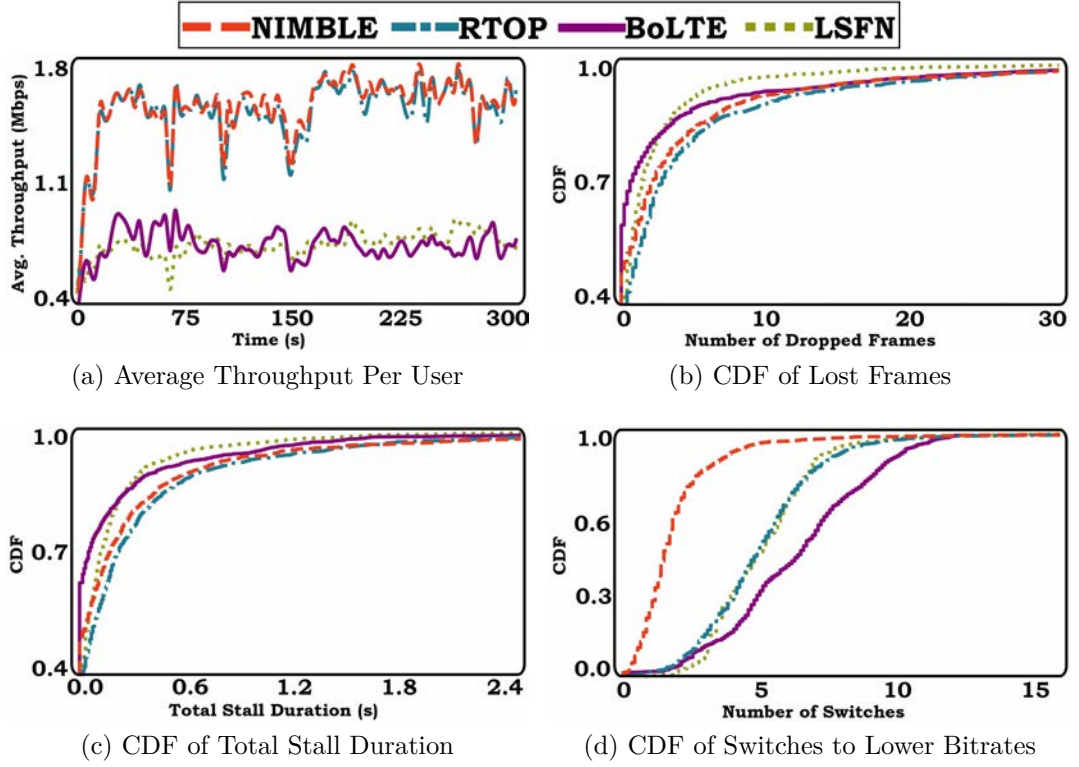 NIMBLE RTOP BoLTE LSFN
Avg. Throughput (Mbps)
1.8
1.1
0.4
0 75 150 225 300
Time (s)
(a) Average Throughput Per User
CDF
1.0
0.7
0.4
0 10 20 30
Number of Dropped Frames
(b) CDF of Lost Frames
CDF
1.0
0.7
0.4
0.0 0.6 1.2 1.8 2.4
Total Stall Duration (s)
(c) CDF of Total Stall Duration
CDF
1.0
0.6
0.3
0.0
0 5 10 15
Number of Switches
(d) CDF of Switches to Lower Bitrates